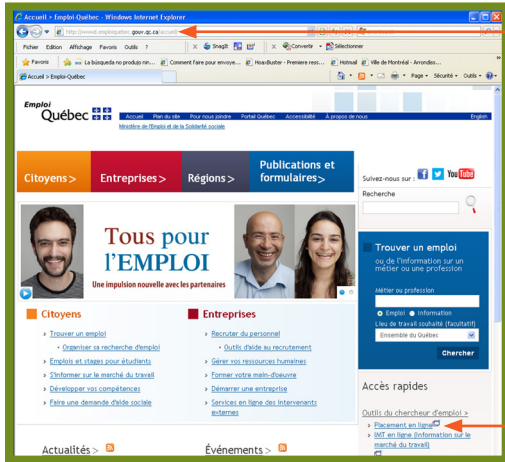 Accueil > Emploi-Québec - Windows Internet Explorer
http://www.emploiquebec.gouv.qc.ca/accueil/
Fichier Edition Affichage Favoris Outils ?
x SnagIt
x Convertir
Sélectionner
Favoris
La búsqueda no produjo nin...
Comment faire pour envoye...
HoaxBuster - Premiere ress...
Hotmail
Ville de Montréal - Arrondiss...
Accueil > Emploi-Québec
Page Sécurité Outils
Emploi
Québec
Accueil Plan du site Pour nous joindre Portail Québec Accessibilité À propos de nous English
Ministère de l'Emploi et de la Solidarité sociale
Citoyens >
Entreprises >
Régions >
Publications et
formulaires >
Suivez-nous sur :
You Tube
Recherche
Tous pour
l'EMPLOI
Une impulsion nouvelle avec les partenaires
Trouver un emploi
ou de l'information sur un
métier ou une profession
Métier ou profession
Emploi Information
Lieu de travail souhaité (facultatif)
Ensemble du Québec
Chercher
Citoyens
Trouver un emploi
Organiser sa recherche d'emploi
Emplois et stages pour étudiants
S'informer sur le marché du travail
Développer vos compétences
Faire une demande d'aide sociale
Entreprises
Recruter du personnel
Outils d'aide au recrutement
Gérer vos ressources humaines
Former votre main-d'oeuvre
Démarrer une entreprise
Services en ligne des intervenants
externes
Accès rapides
Outils du chercheur d'emploi >
Placement en ligne
IMT en ligne (Information sur le
marché du travail)
Actualités >
Événements >